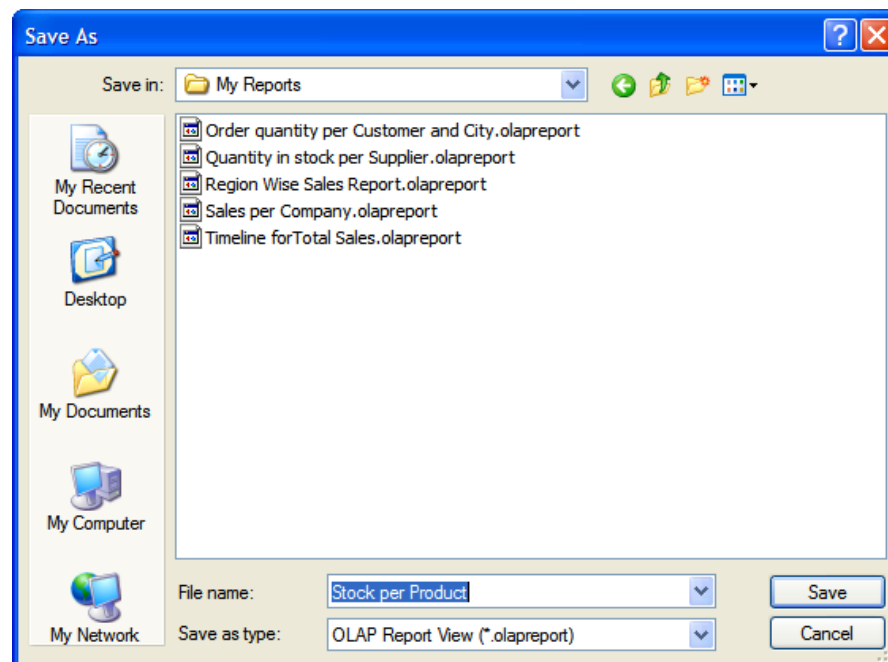 Save As
Save in: My Reports
Order quantity per Customer and City.olapreport
Quantity in stock per Supplier.olapreport
Region Wise Sales Report.olapreport
Sales per Company.olapreport
Timeline forTotal Sales.olapreport
My Recent
Documents
Desktop
My Documents
My Computer
My Network
File name: Stock per Product Save
Save as type: OLAP Report View (*.olapreport) Cancel